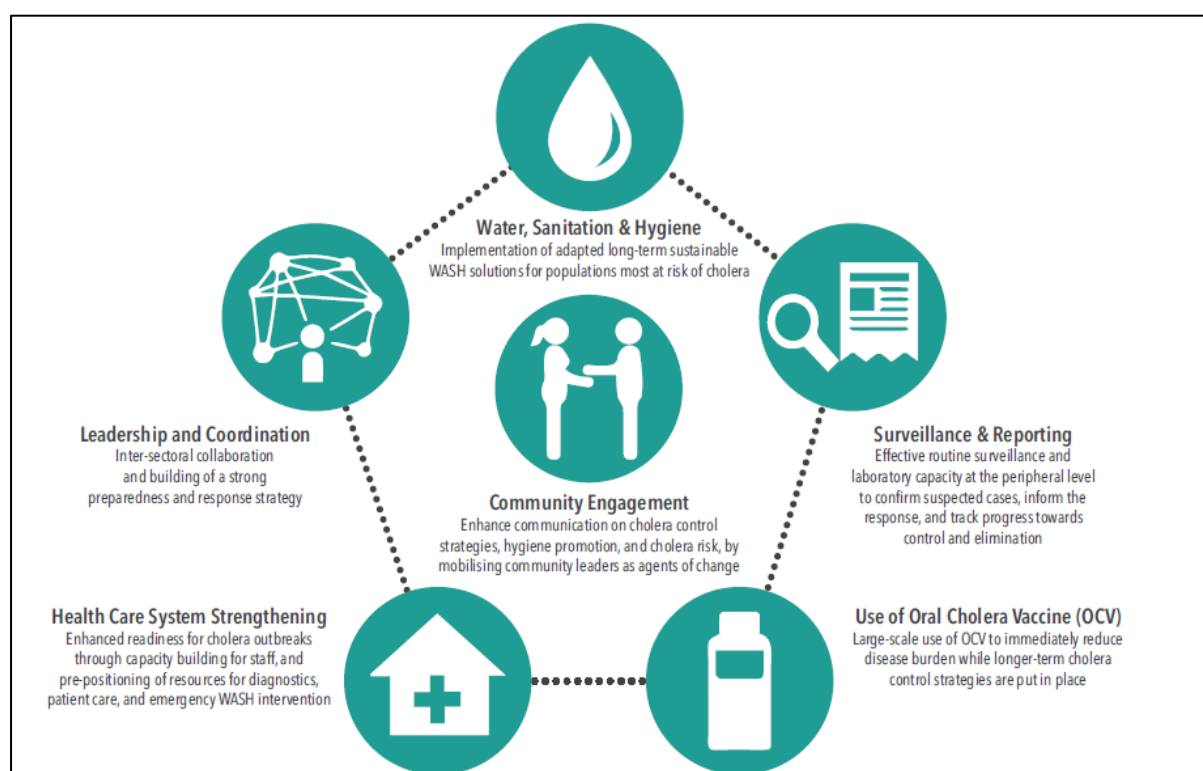 Water, Sanitation & Hygiene
Implementation of adapted long-term sustainable
WASH solutions for populations most at risk of cholera
Leadership and Coordination
Inter-sectoral collaboration
and building of a strong
preparedness and response strategy
Surveillance & Reporting
Effective routine surveillance and
laboratory capacity at the peripheral level
to confirm suspected cases, inform the
response, and track progress towards
control and elimination
Community Engagement
Enhance communication on cholera control
strategies, hygiene promotion, and cholera risk, by
mobilising community leaders as agents of change
Health Care System Strengthening
Enhanced readiness for cholera outbreaks
through capacity building for staff, and
pre-positioning of resources for diagnostics,
patient care, and emergency WASH intervention
Use of Oral Cholera Vaccine (OCV)
Large-scale use of OCV to immediately reduce
disease burden while longer-term cholera
control strategies are put in place